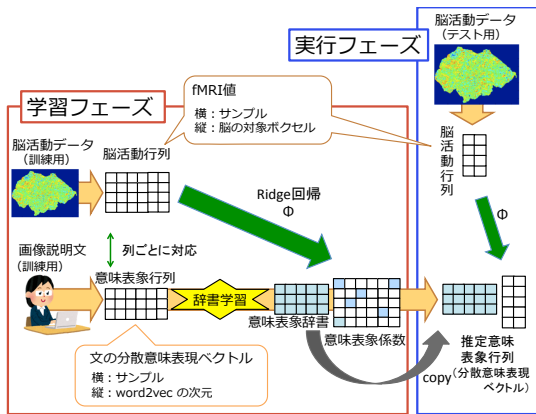 実行フェーズ
脳活動データ
(テスト用)
学習フェーズ
fMRI値
横：サンプル
縦：脳の対象ボクセル
脳活動データ
(訓練用)
脳活動行列
脳活動行列
Ridge回帰
Φ
Φ
画像説明文
(訓練用)
列ごとに対応
意味表象行列
辞書学習
意味表象辞書
意味表象係数
文の分散意味表現ベクトル
横：サンプル
縦：word2vec の次元
copy
推定意味
表象行列
(分散意味表現
ベクトル)